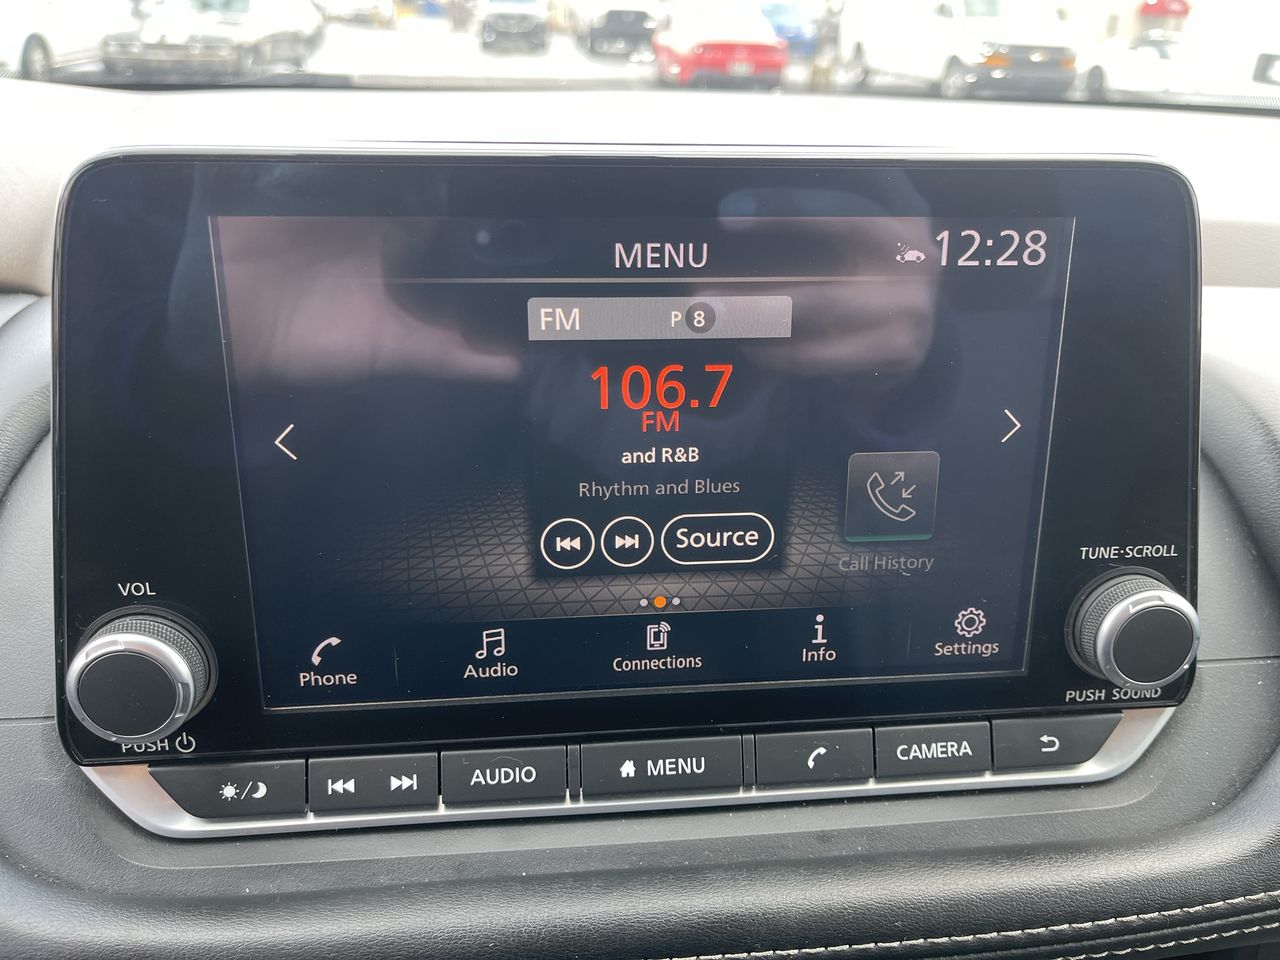 MENU
12:28
FM P 8
106.7
FM
and R&B
Rhythm and Blues
Source
Call History
Phone
Audio
Connections
Info
Settings
VOL
PUSH
TUNE·SCROLL
PUSH SOUND
AUDIO
MENU
CAMERA